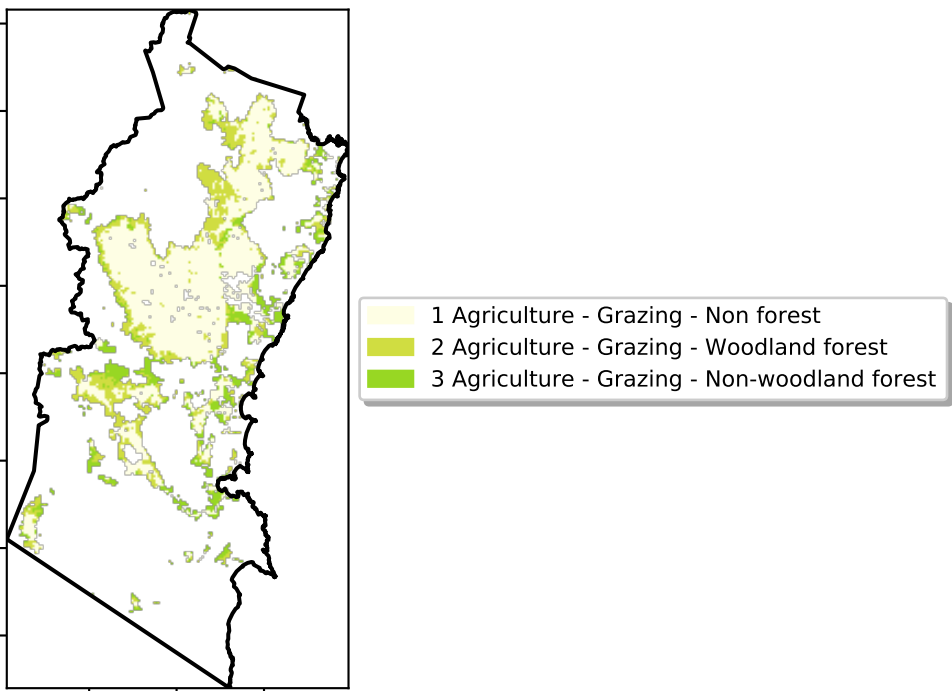 1 Agriculture - Grazing - Non forest
2 Agriculture - Grazing - Woodland forest
3 Agriculture - Grazing - Non-woodland forest